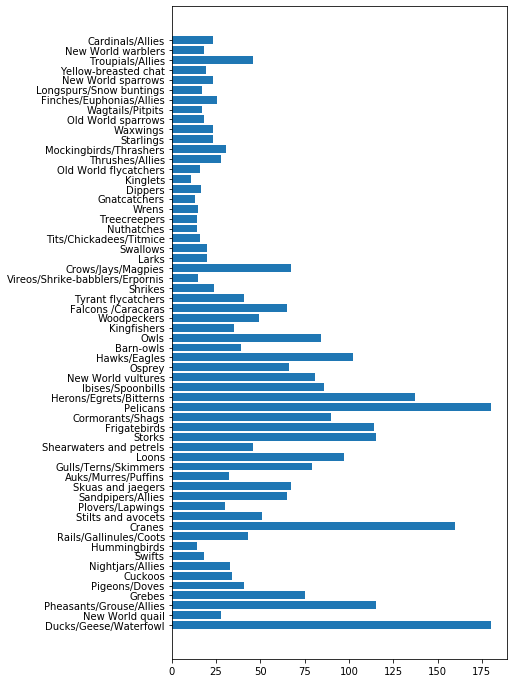 Cardinals/Allies
New World warblers
Troupials/Allies
Yellow-breasted chat
New World sparrows
Longspurs/Snow buntings
Finches/Euphonias/Allies
Wagtails/Pitpits
Old World sparrows
Waxwings
Starlings
Mockingbirds/Thrashers
Thrushes/Allies
Old World flycatchers
Kinglets
Dippers
Gnatcatchers
Wrens
Treecreepers
Nuthatches
Tits/Chickadees/Titmice
Swallows
Larks
Crows/Jays/Magpies
Vireos/Shrike-babblers/Erpornis
Shrikes
Tyrant flycatchers
Falcons /Caracaras
Woodpeckers
Kingfishers
Owls
Barn-owls
Hawks/Eagles
Osprey
New World vultures
Ibises/Spoonbills
Herons/Egrets/Bitterns
Pelicans
Cormorants/Shags
Frigatebirds
Storks
Shearwaters and petrels
Loons
Gulls/Terns/Skimmers
Auks/Murres/Puffins
Skuas and jaegers
Sandpipers/Allies
Plovers/Lapwings
Stilts and avocets
Cranes
Rails/Gallinules/Coots
Hummingbirds
Swifts
Nightjars/Allies
Cuckoos
Pigeons/Doves
Grebes
Pheasants/Grouse/Allies
New World quail
Ducks/Geese/Waterfowl
0 25 50 75 100 125 150 175